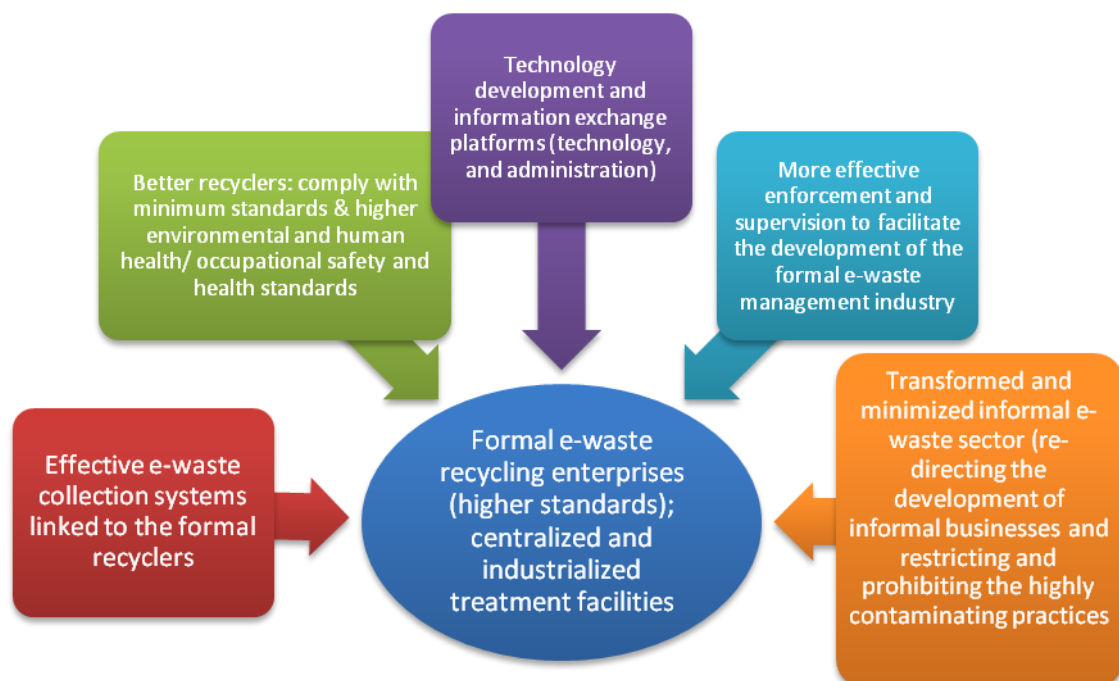 Technology
development and
information exchange
platforms (technology,
and administration)
Better recyclers: comply with
minimum standards & higher
environmental and human
health/ occupational safety and
health standards
More effective
enforcement and
supervision to facilitate
the development of the
formal e-waste
management industry
Effective e-waste
collection systems
linked to the formal
recyclers
Formal e-waste
recycling enterprises
(higher standards);
centralized and
industrialized
treatment facilities
Transformed and
minimized informal e-
waste sector (re-
directing the
development of
informal businesses and
restricting and
prohibiting the highly
contaminating practices